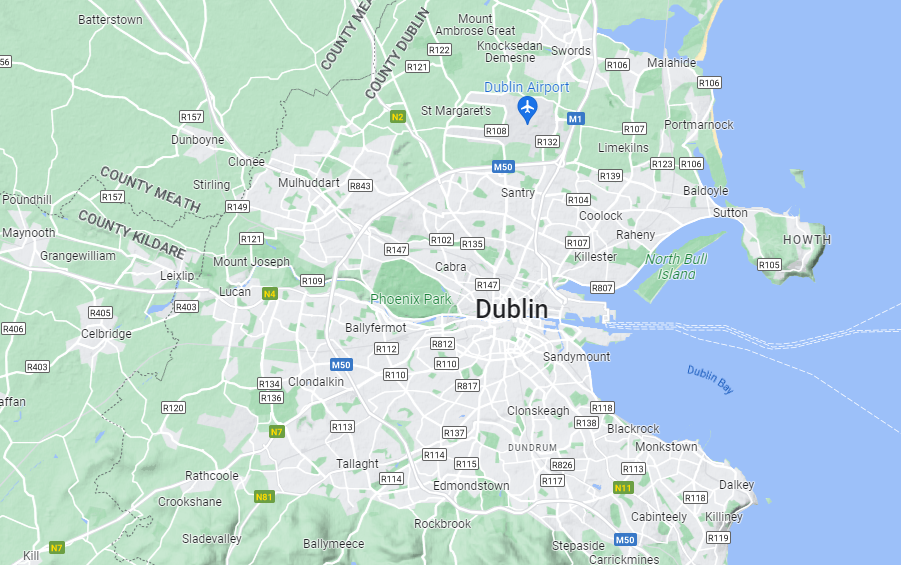 Batterstown
COUNTY MEA
COUNTY DUBLIN
Mount
Ambrose Great
Knocksedan
Demesne
Swords
R122
R121
56
R106
Malahide
R106
Dublin Airport
N2
St Margaret's
R108
M1
R157
Dunboyne
R132
R107
Portmarnock
Limekilns
Clonee
M50
R123
R106
COUNTY MEATH
Stirling
Mulhuddart
R843
R139
Santry
R104
Baldoyle
Poundhill
R157
R149
COUNTY KILDARE
Coolock
Sutton
Maynooth
R121
R147
R102
R135
R107
Raheny
HOWTH
Grangewilliam
Mount Joseph
Cabra
Killester
North Bull
Island
R105
Leixlip
R109
R147
R807
Lucan
N4
Phoenix Park
Dublin
R403
R405
R406
Celbridge
Ballyfermot
R112
R812
Sandymount
R403
M50
R110
R110
Dublin Bay
R134
Clondalkin
R817
R136
affan
R120
Clonskeagh
R118
R138
N7
R113
R137
Blackrock
DUNDRUM
Monkstown
R114
R115
Tallaght
R826
R113
Rathcoole
R114
R117
Edmondstown
N11
Dalkey
Crookshane
N81
R118
Cabinteely
Killiney
Rockbrook
Sladevalley
Ballymeece
M50
R119
Kill
N7
Stepaside
Carrickmines